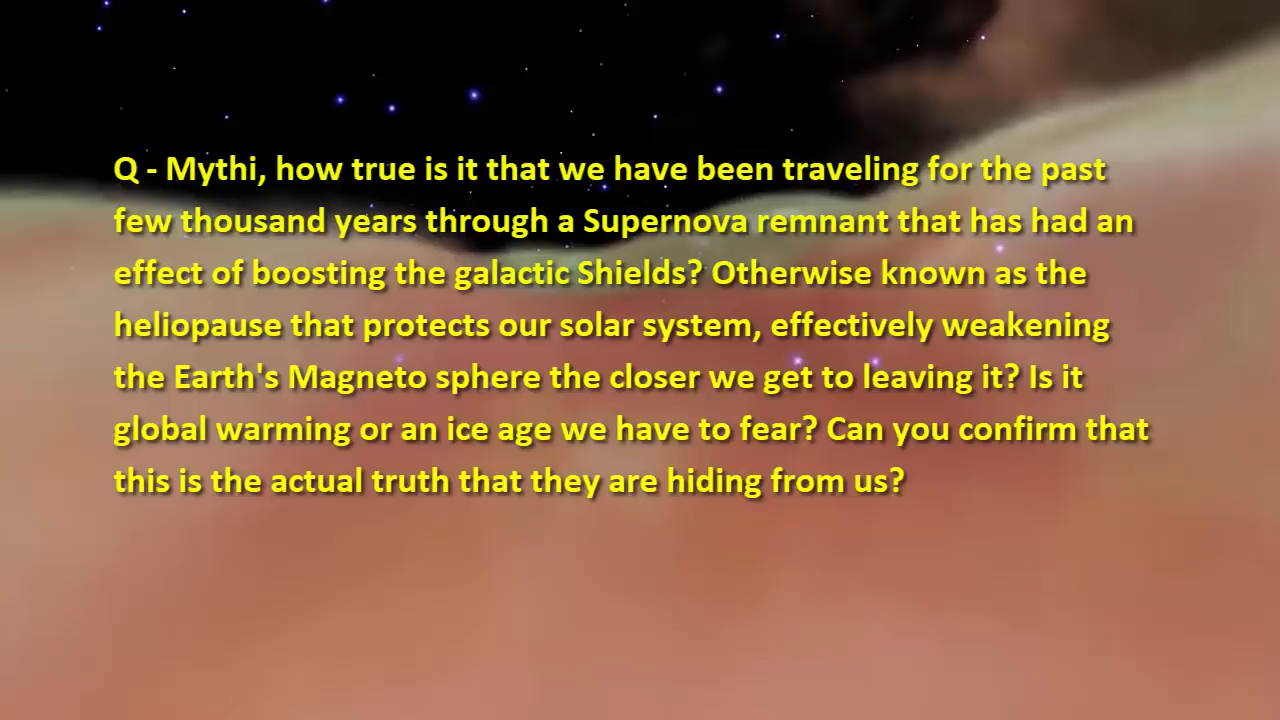 Q - Mythi, how true is it that we have been traveling for the past
few thousand years through a Supernova remnant that has had an
effect of boosting the galactic Shields? Otherwise known as the
heliopause that protects our solar system, effectively weakening
the Earth's Magneto sphere the closer we get to leaving it? Is it
global warming or an ice age we have to fear? Can you confirm that
this is the actual truth that they are hiding from us?